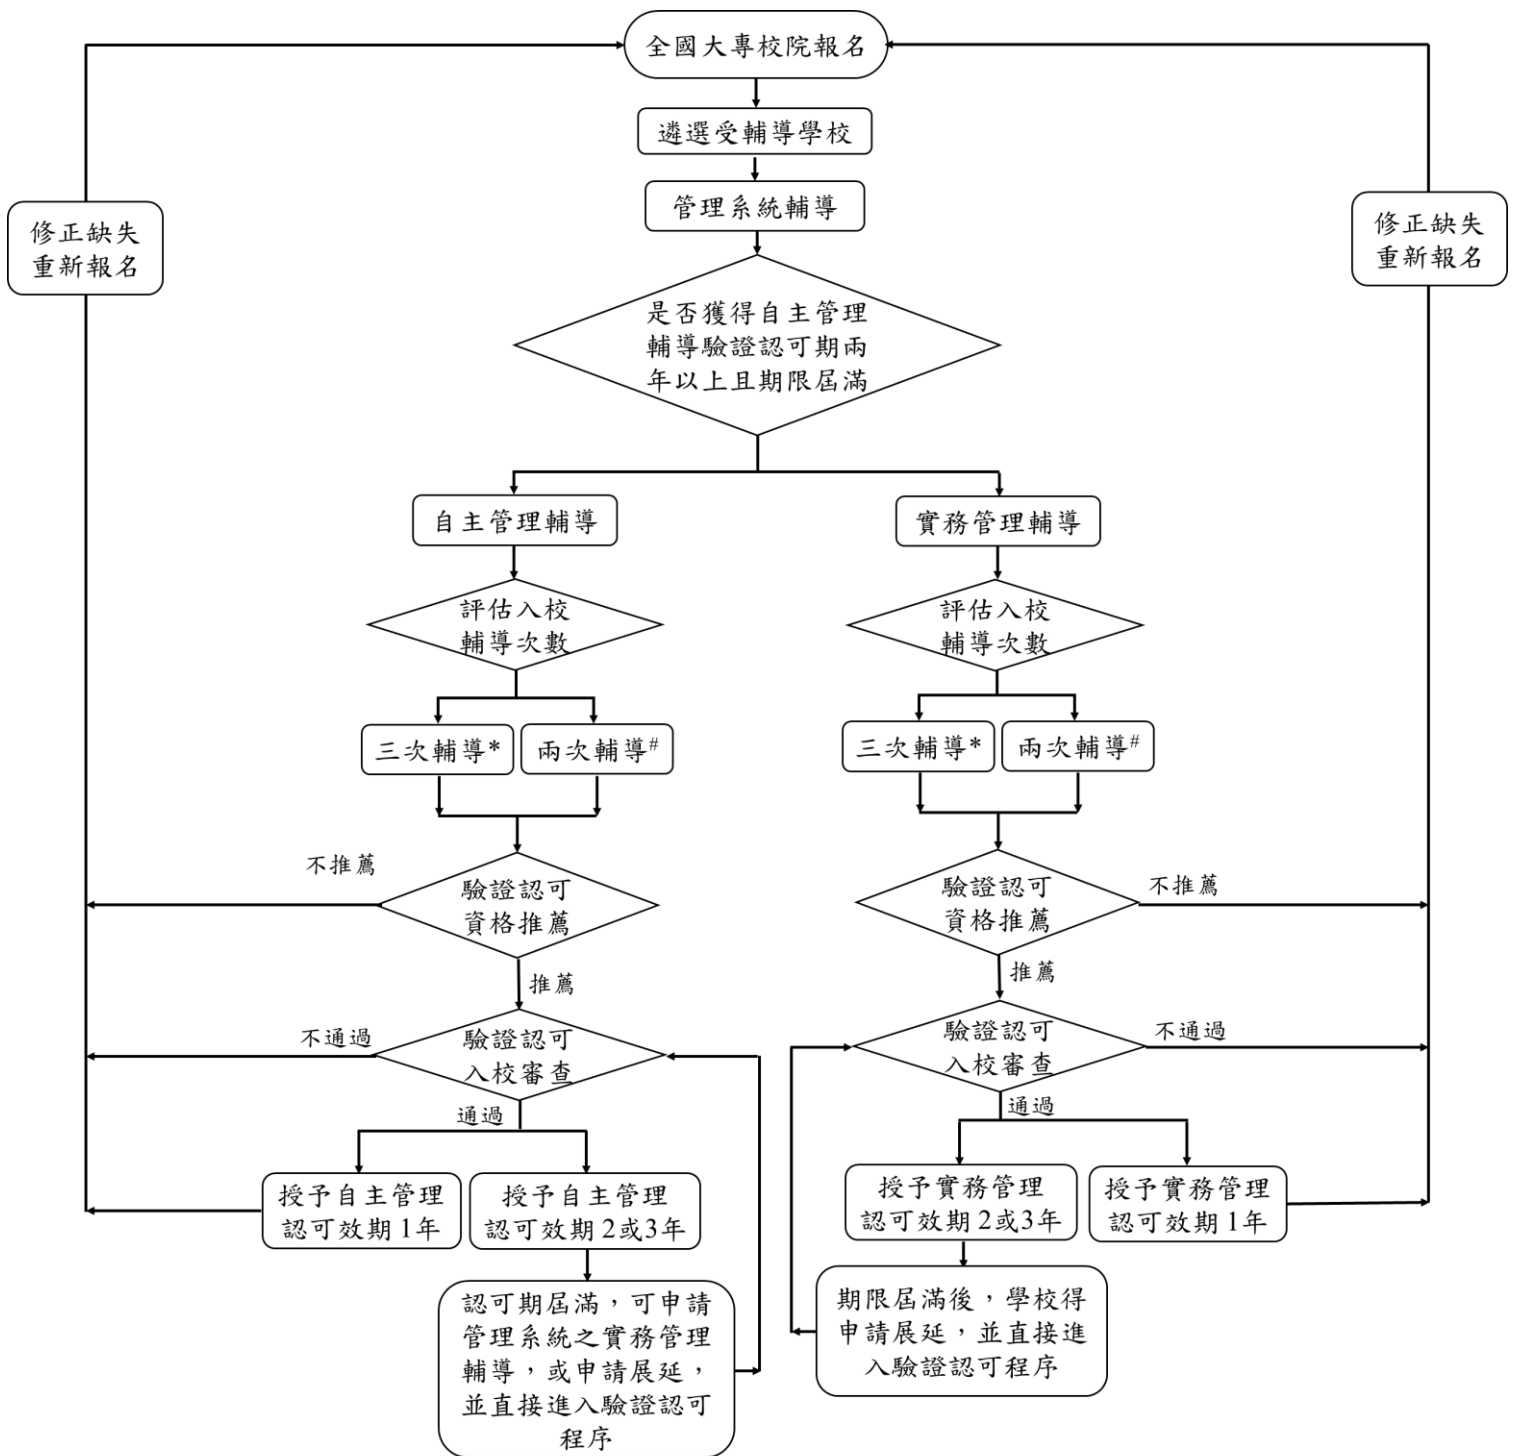 全國大專校院報名
遴選受輔導學校
管理系統輔導
修正缺失
重新報名
修正缺失
重新報名
是否獲得自主管理
輔導驗證認可期兩
年以上且期限屆滿
自主管理輔導
實務管理輔導
評估入校
輔導次數
評估入校
輔導次數
三次輔導*
兩次輔導#
三次輔導*
兩次輔導#
不推薦
驗證認可
資格推薦
驗證認可
資格推薦
不推薦
推薦
推薦
不通過
驗證認可
入校審查
驗證認可
入校審查
不通過
通過
通過
授予自主管理
認可效期 1年
授予自主管理
認可效期 2或3年
授予實務管理
認可效期 2或3年
授予實務管理
認可效期 1年
認可期屆滿,可申請
管理系統之實務管理
輔導,或申請展延,
並直接進入驗證認可
程序
期限屆滿後,學校得
申請展延,並直接進
入驗證認可程序